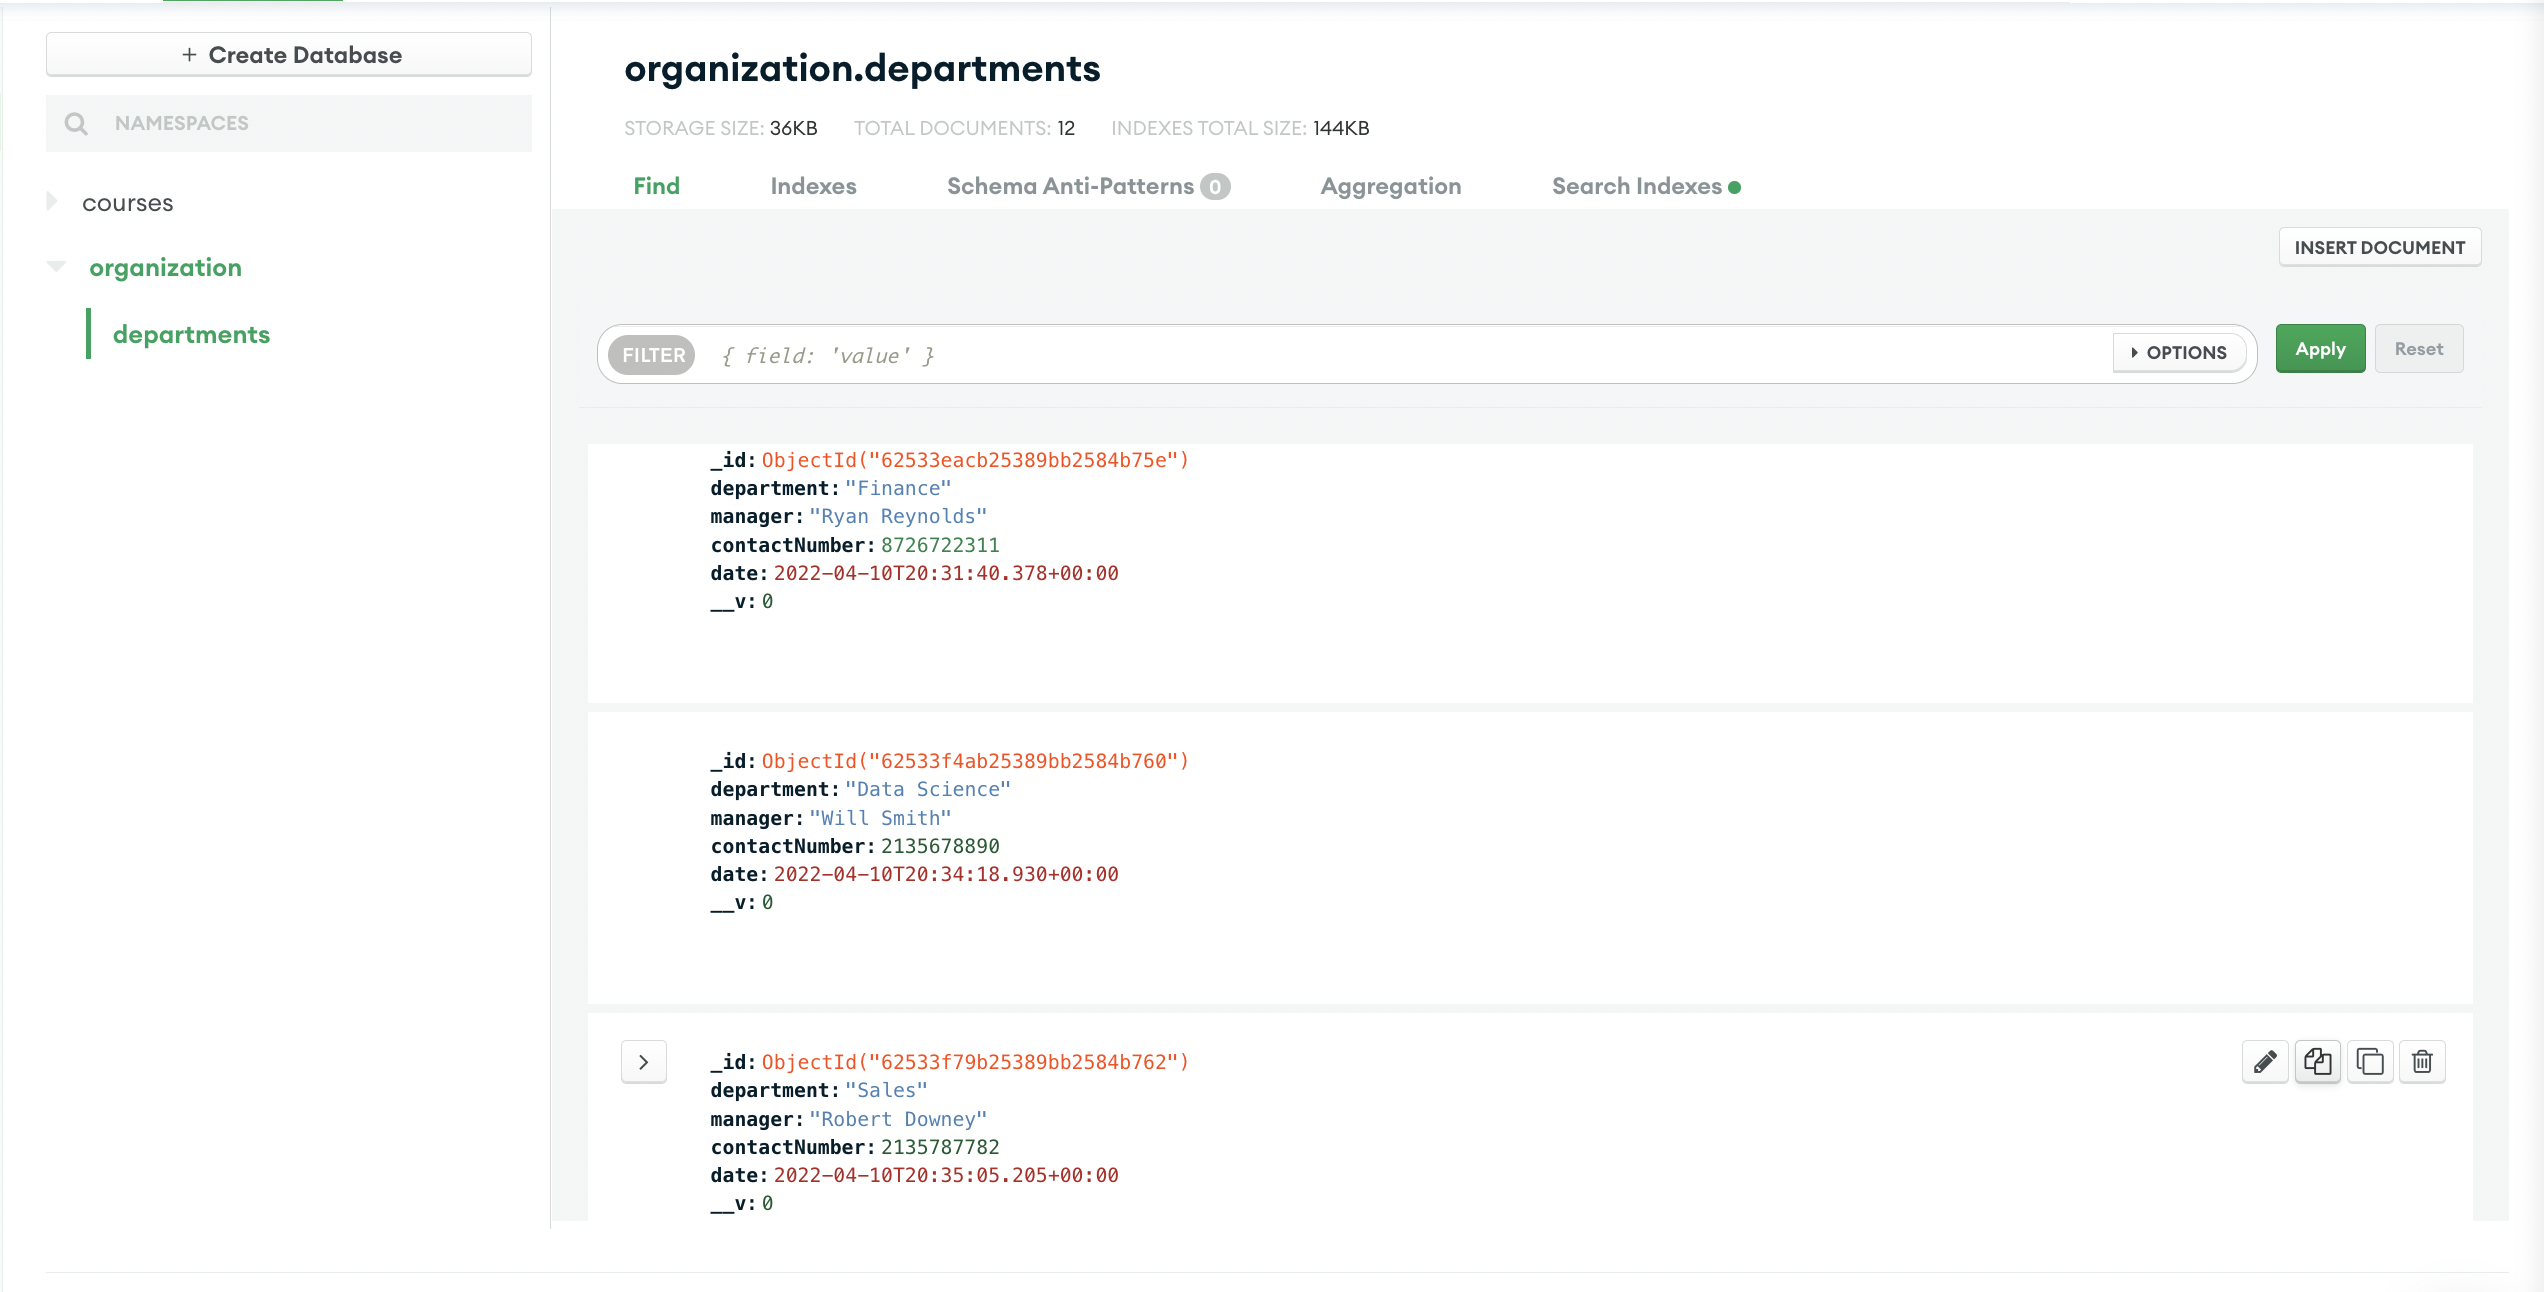 + Create Database
NAMESPACES
courses
organization
departments
organization.departments
STORAGE SIZE: 36KB TOTAL DOCUMENTS: 12 INDEXES TOTAL SIZE: 144KB
Find Indexes Schema Anti-Patterns 0 Aggregation Search Indexes
INSERT DOCUMENT
FILTER { field: 'value' } OPTIONS Apply Reset
_id: ObjectId("62533eacb25389bb2584b75e")
department: "Finance"
manager: "Ryan Reynolds"
contactNumber: 8726722311
date: 2022-04-10T20:31:40.378+00:00
__v: 0
_id: ObjectId("62533f4ab25389bb2584b760")
department: "Data Science"
manager: "Will Smith"
contactNumber: 2135678890
date: 2022-04-10T20:34:18.930+00:00
__v: 0
_id: ObjectId("62533f79b25389bb2584b762")
department: "Sales"
manager: "Robert Downey"
contactNumber: 2135787782
date: 2022-04-10T20:35:05.205+00:00
__v: 0